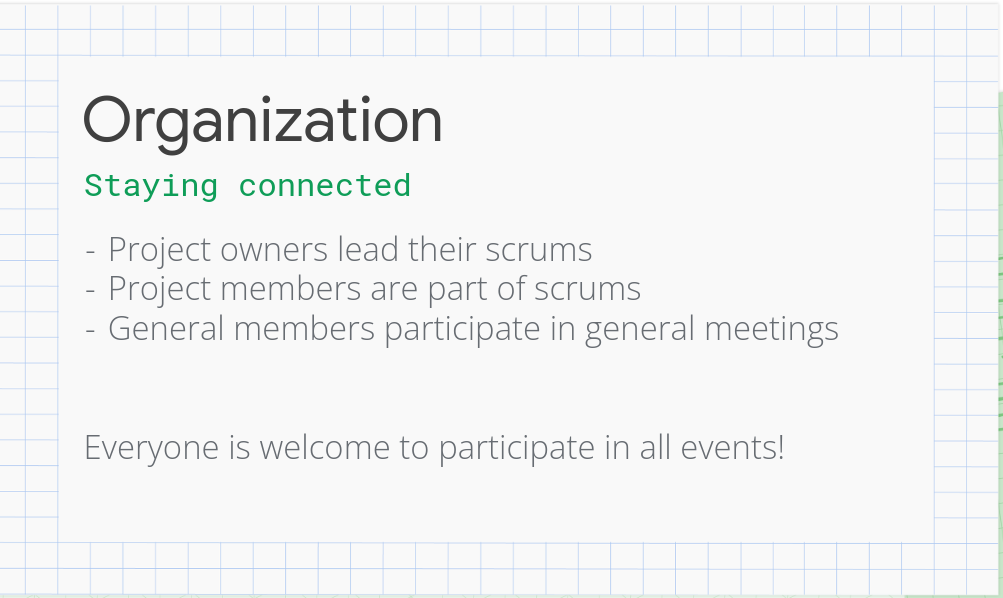 Organization
Staying connected
- Project owners lead their scrums
- Project members are part of scrums
- General members participate in general meetings
Everyone is welcome to participate in all events!